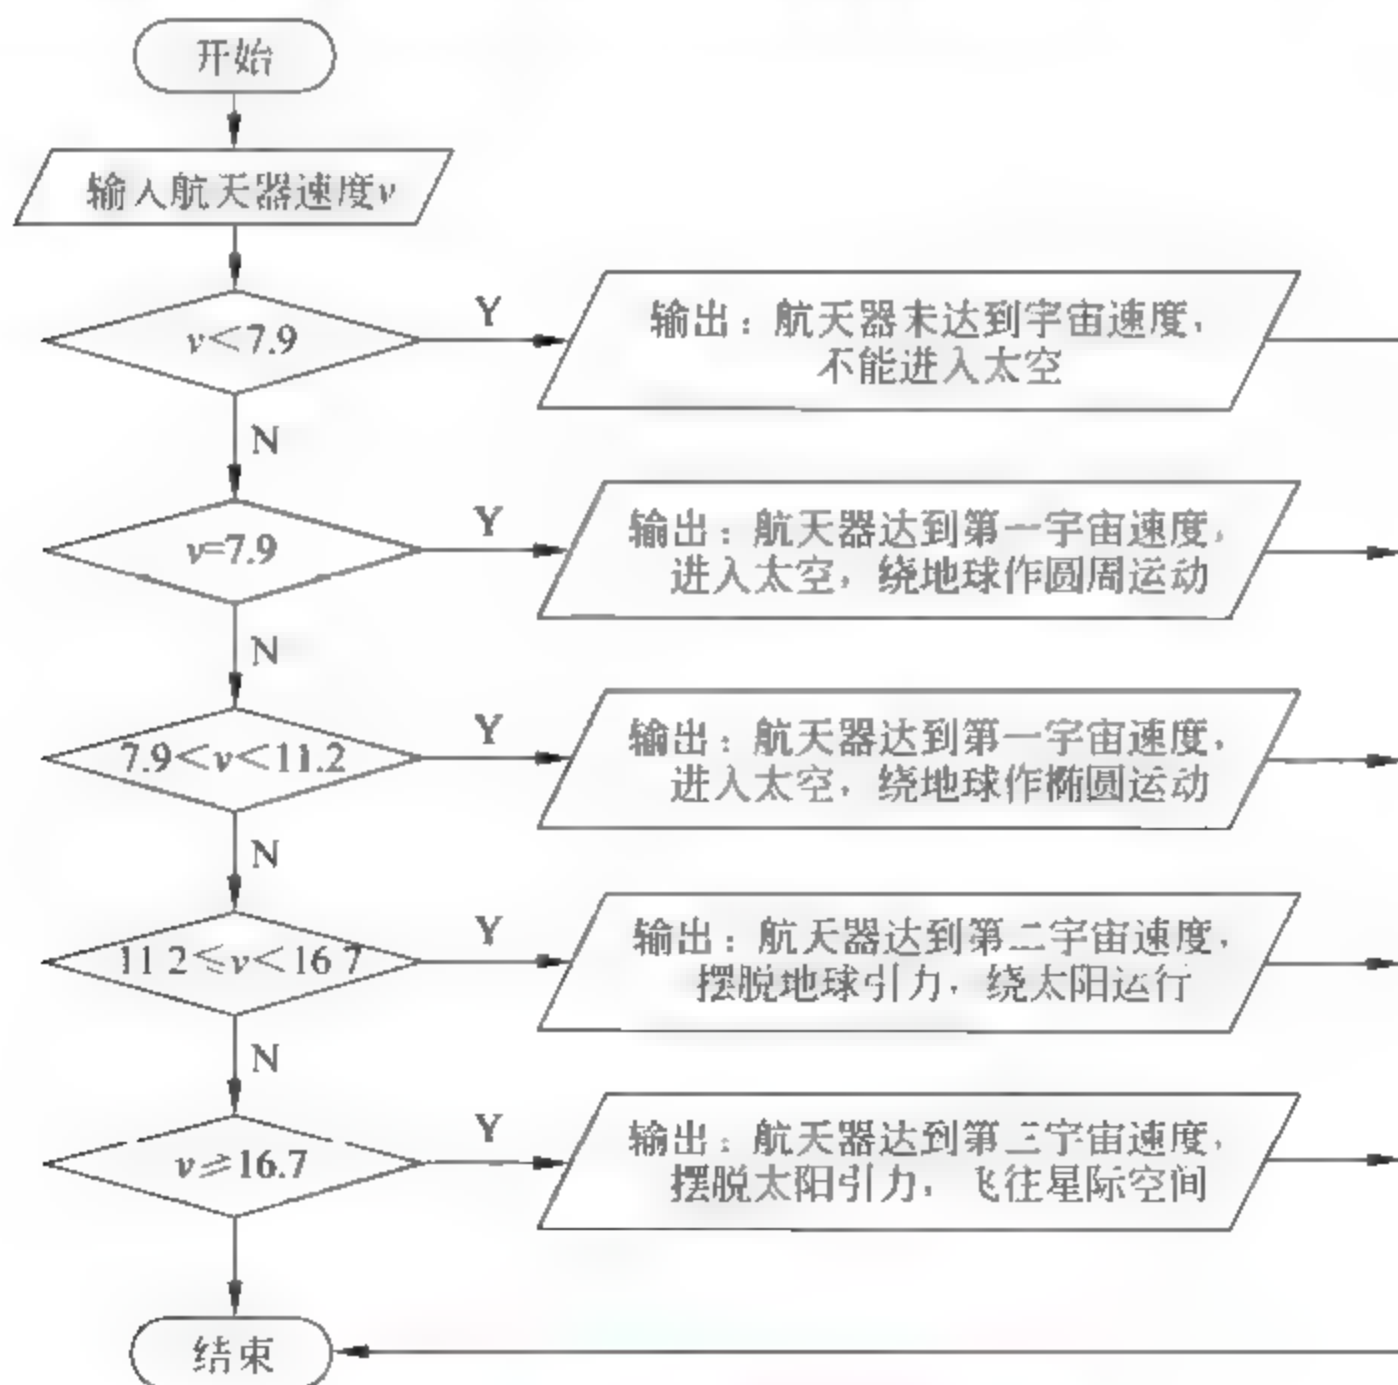 开始
输入航天器速度v
v<7.9
Y
输出：航天器未达到宇宙速度，
不能进入太空
N
v=7.9
Y
输出：航天器达到第一宇宙速度，
进入太空，绕地球作圆周运动
N
7.9<v<11.2
Y
输出：航天器达到第一宇宙速度，
进入太空，绕地球作椭圆运动
N
11 2≤v<16 7
Y
输出：航天器达到第二宇宙速度，
摆脱地球引力，绕太阳运行
N
v≥16.7
Y
输出：航天器达到第三宇宙速度，
摆脱太阳引力，飞往星际空间
结束